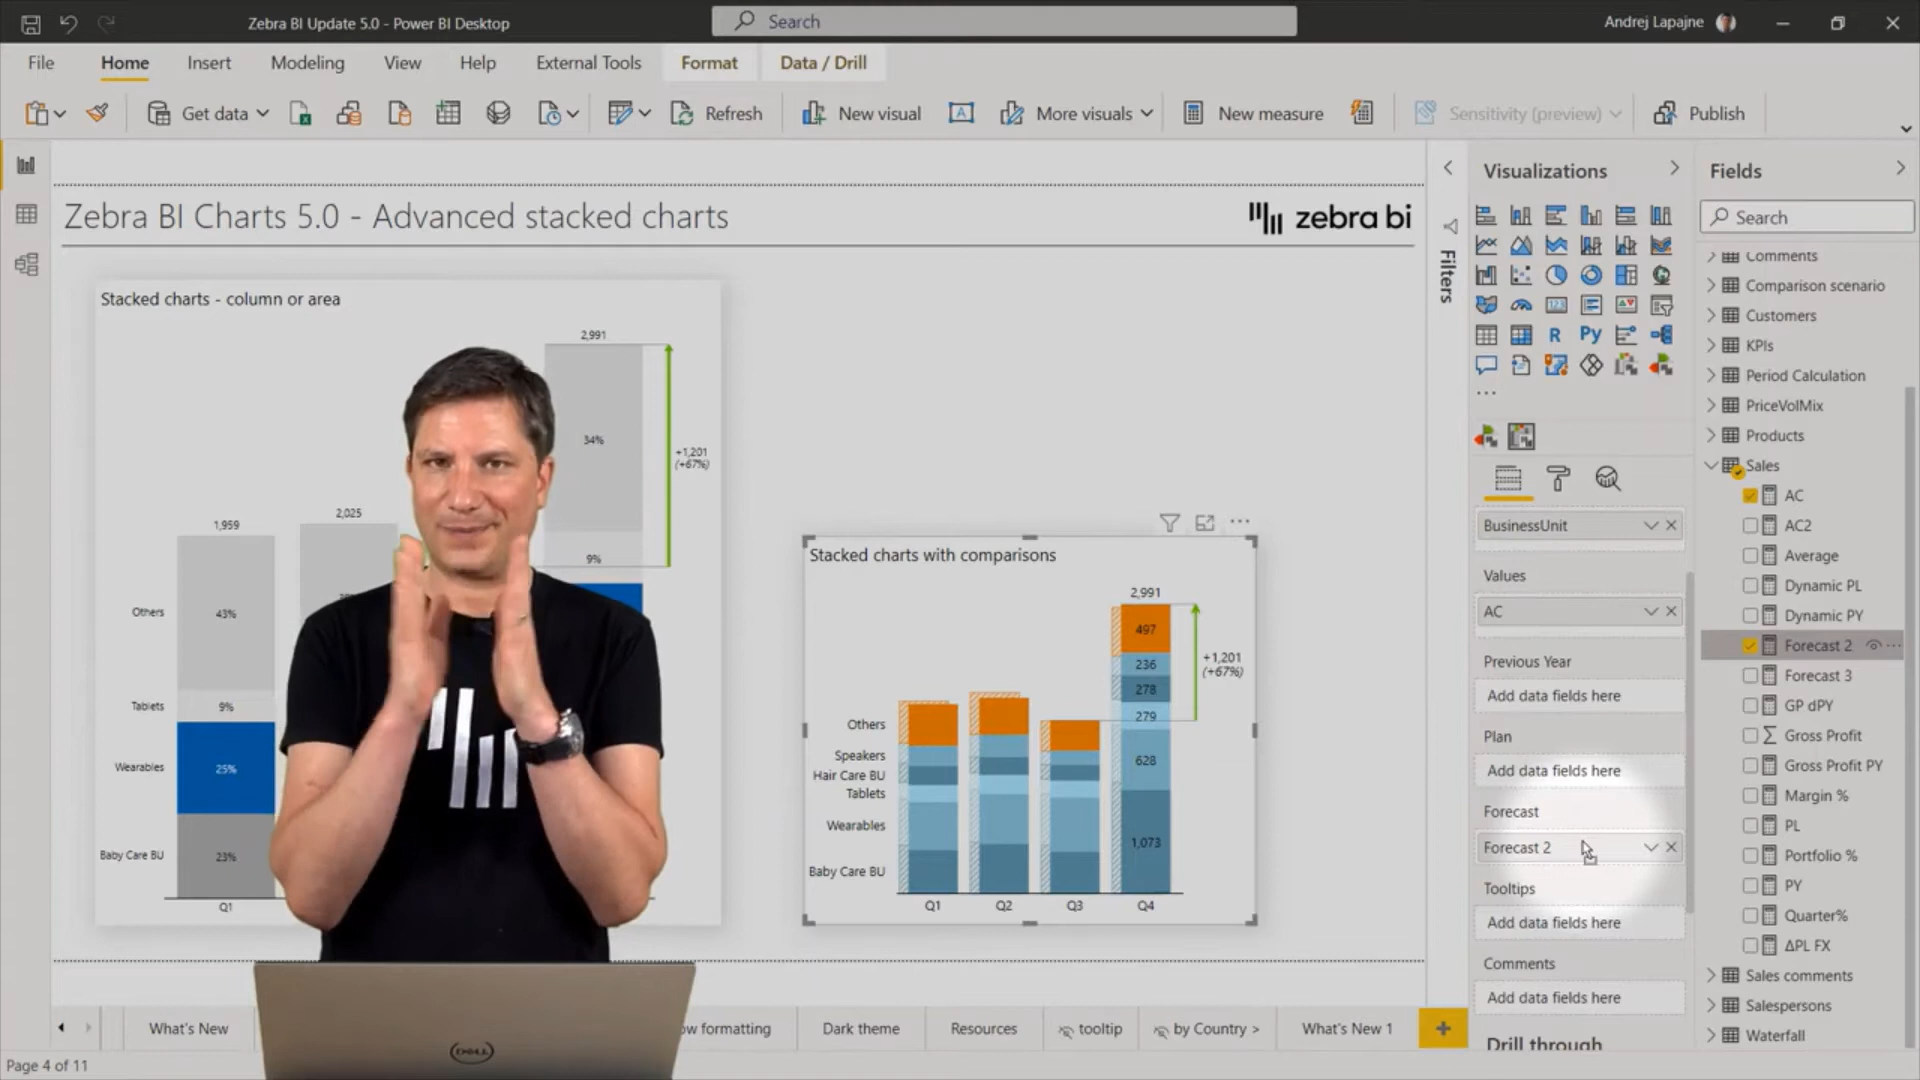 Zebra BI Update 5.0 - Power BI Desktop
Search
Andrej Lapajne
File
Home
Insert
Modeling
View
Help
External Tools
Format
Data / Drill
Get data
Refresh
New visual
More visuals
New measure
Sensitivity (preview)
Publish
Zebra BI Charts 5.0 - Advanced stacked charts
zebra bi
Stacked charts - column or area
2,991
34%
+1,201
(+67%)
2,025
1,959
9%
Others
43%
Tablets
9%
Wearables
25%
Baby Care BU
23%
Q1
Stacked charts with comparisons
2,991
497
+1,201
(+67%)
236
278
279
Others
Speakers
628
Hair Care BU
Tablets
Wearables
1,073
Baby Care BU
Q1
Q2
Q3
Q4
Filters
Visualizations
R
Py
123
BusinessUnit
Values
AC
Previous Year
Add data fields here
Plan
Add data fields here
Forecast
Forecast 2
Tooltips
Add data fields here
Comments
Add data fields here
Drill through
Fields
Search
Comments
Comparison scenario
Customers
KPIs
Period Calculation
PriceVolMix
Products
Sales
AC
AC2
Average
Dynamic PL
Dynamic PY
Forecast 2
Forecast 3
GP dPY
Gross Profit
Gross Profit PY
Margin %
PL
Portfolio %
PY
Quarter%
ΔPL FX
Sales comments
Salespersons
Waterfall
What's New
ow formatting
Dark theme
Resources
tooltip
by Country >
What's New 1
DELL
Page 4 of 11